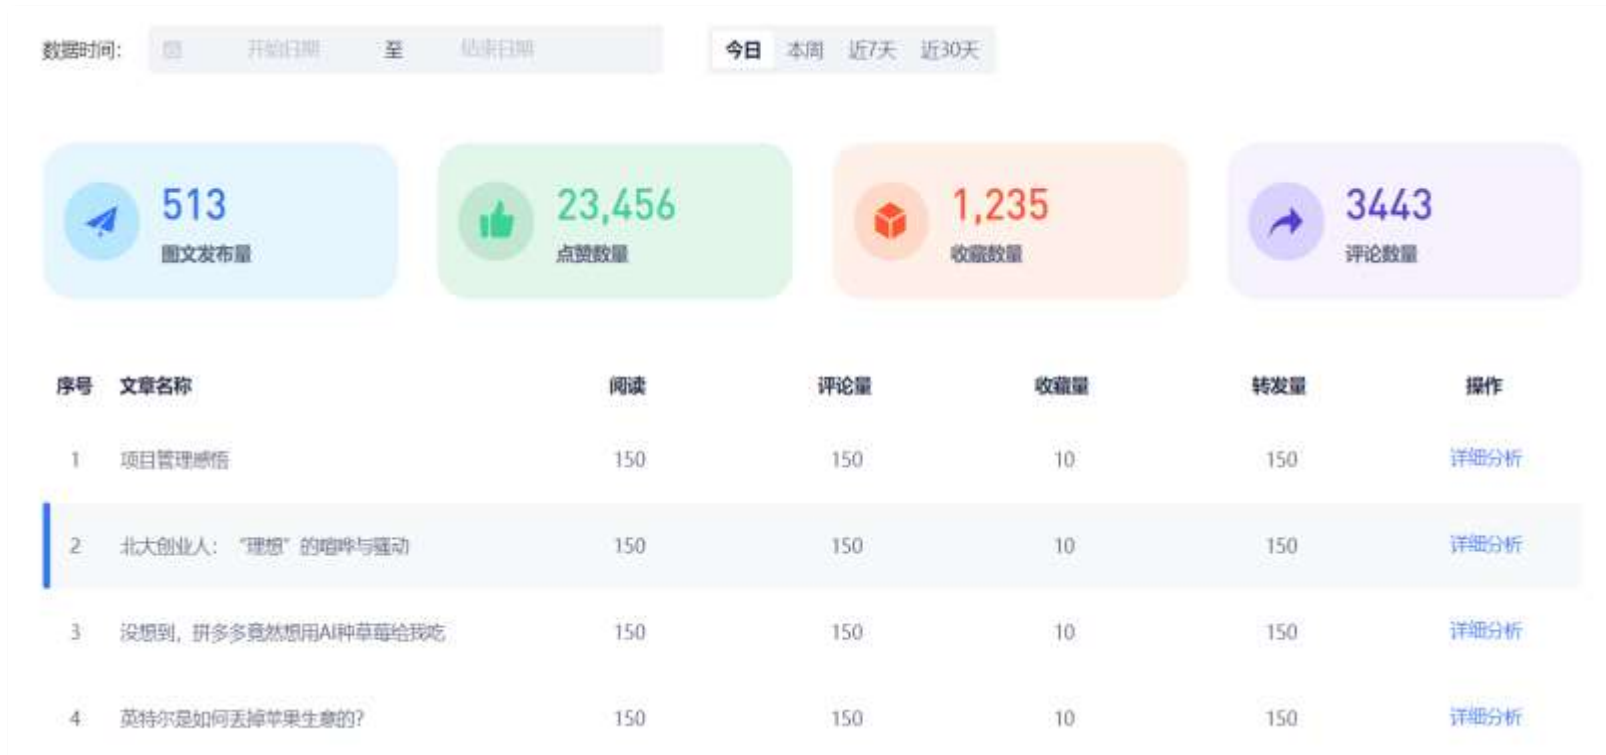 数据时间： 开始日期 至 结束日期 今日 本周 近7天 近30天
513 23,456 1,235 3443
图文发布量 点赞数量 收藏数量 评论数量
序号 文章名称 阅读 评论量 收藏量 转发量 操作
1 项目管理感悟 150 150 10 150 详细分析
2 北大创业人：“理想”的喧哗与骚动 150 150 10 150 详细分析
3 没想到，拼多多竟然想用AI种草莓给我吃 150 150 10 150 详细分析
4 英特尔是如何丢掉苹果生意的？ 150 150 10 150 详细分析